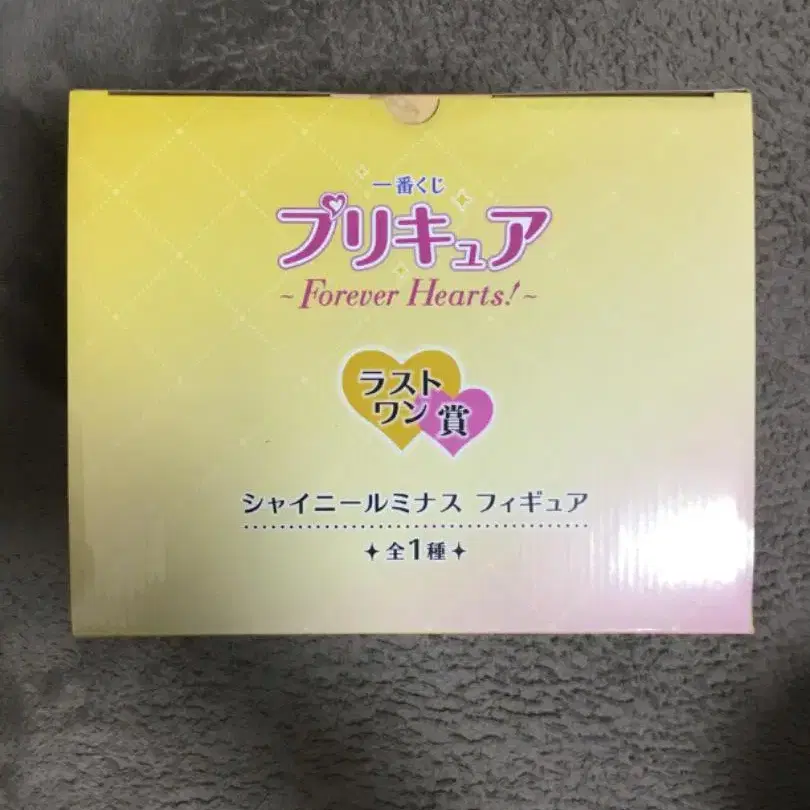 一番くじ
プリキュア
~Forever Hearts!~
ラスト
ワン賞
シャイニールミナス フィギュア
全1種